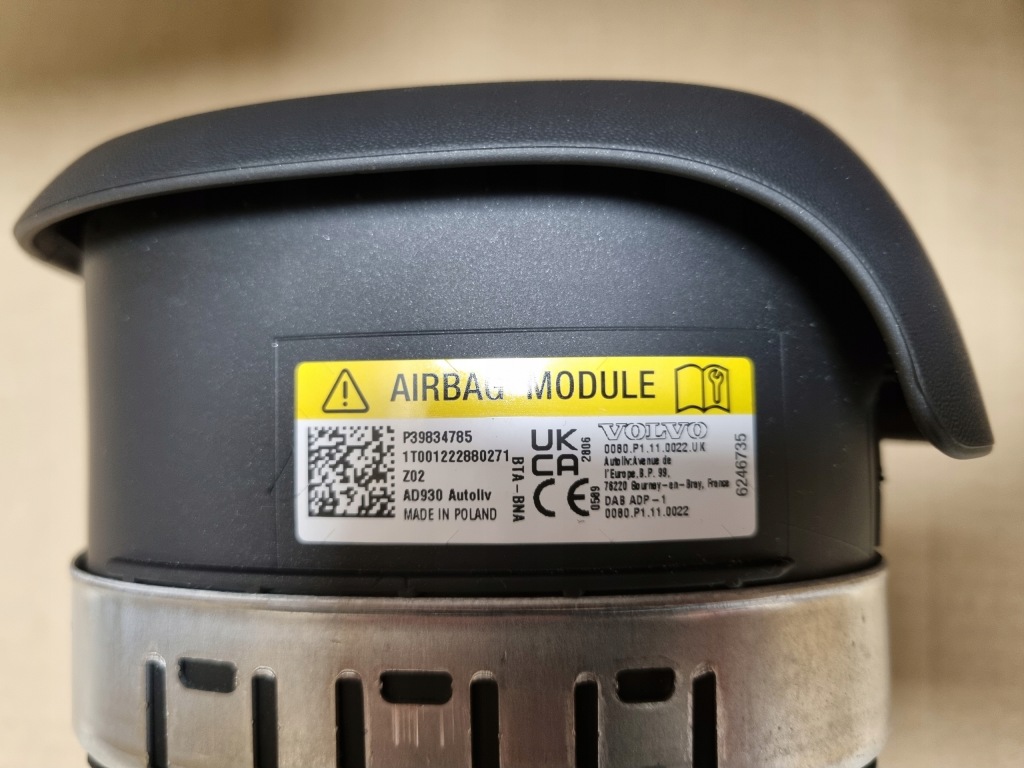 AIRBAG MODULE
P39834785
1T001222880271
Z02
AD930 Autoliv
MADE IN POLAND
BTA-BNA
UK
CA
2806
CE
0589
VOLVO
0080.P1.11.0022.UK
Autoliv:Avenue de
l'Europe,B.P. 39,
76220 Gournay-en-Bray, France
DAB ADP-1
0080.P1.11.0022
6246735